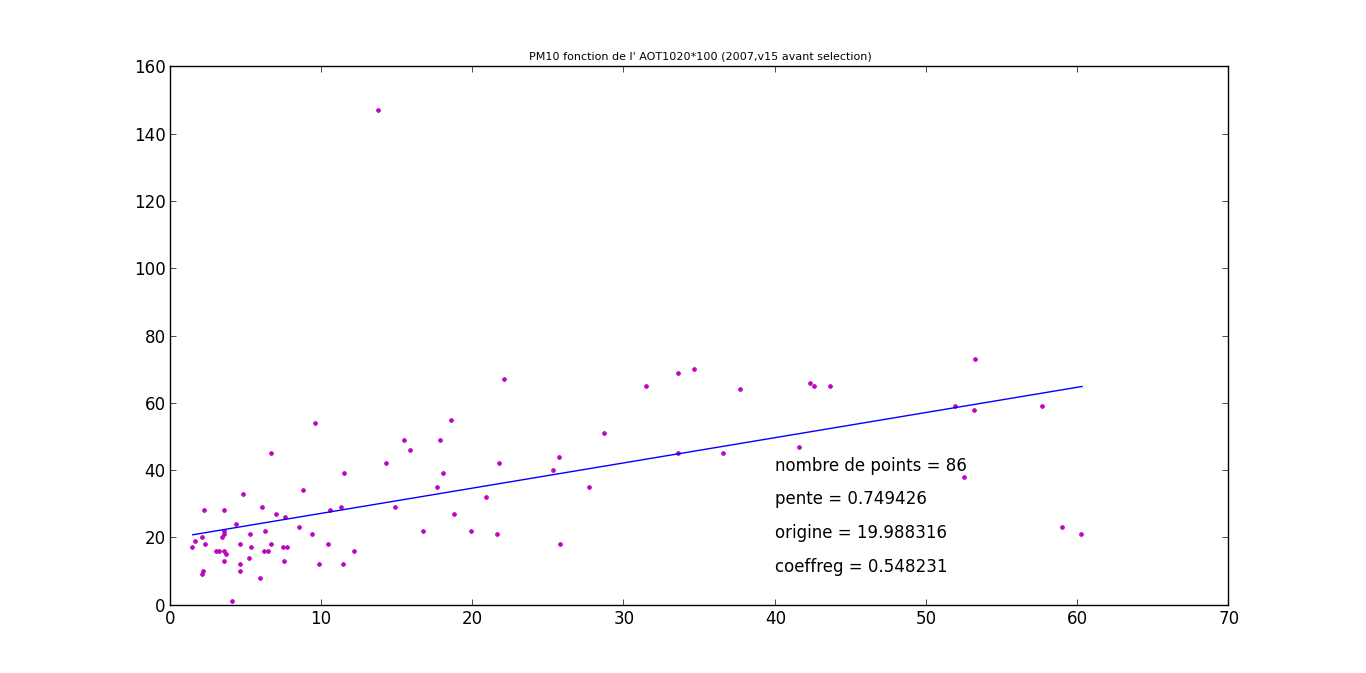 PM10 fonction de l' AOT1020*100 (2007,v15 avant selection)
160
140
120
100
80
60
40
20
0
nombre de points = 86
pente = 0.749426
origine = 19.988316
coeffreg = 0.548231
0 10 20 30 40 50 60 70